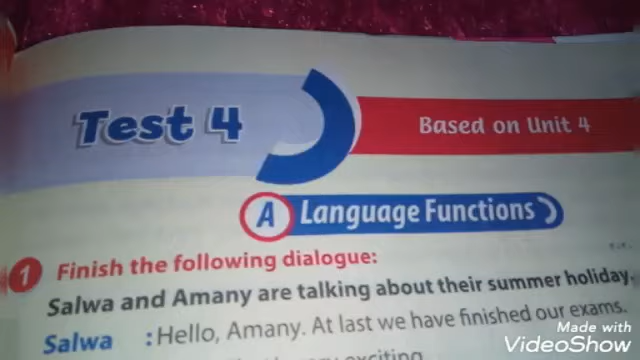 Test 4
Based on Unit 4
A Language Functions
1 Finish the following dialogue:
Salwa and Amany are talking about their summer holiday.
Salwa : Hello, Amany. At last we have finished our exams.
exciting
Made with
VideoShow